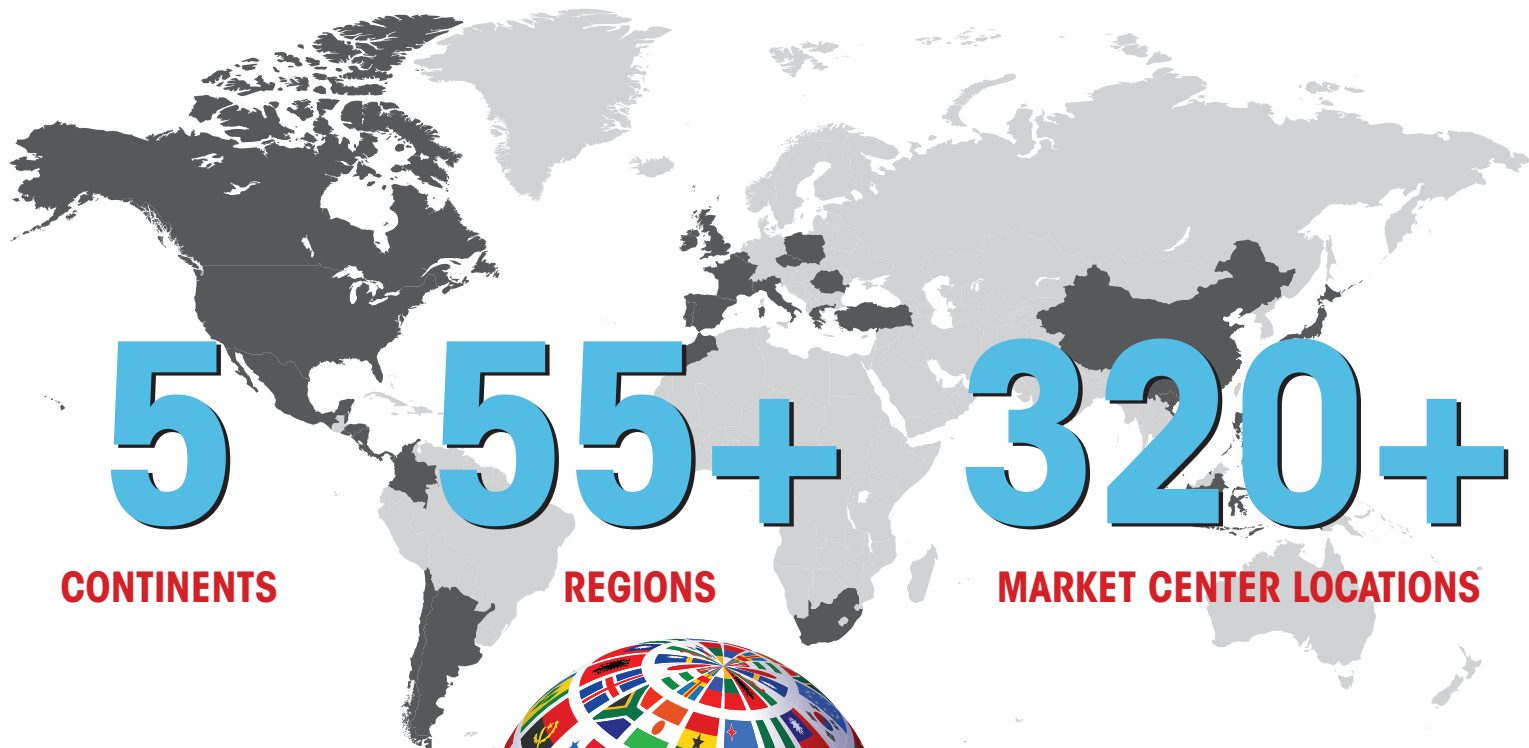 5 55+ 320+
CONTINENTS REGIONS MARKET CENTER LOCATIONS